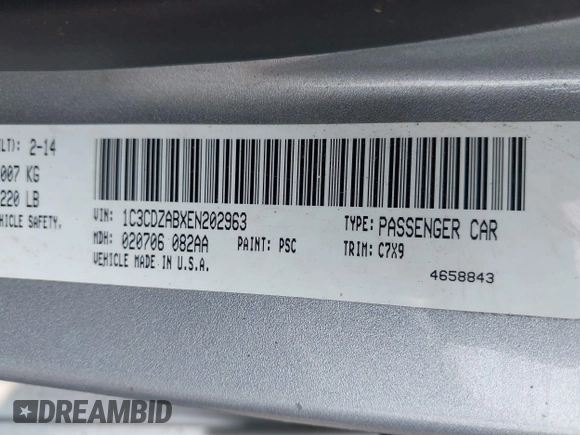 ILT): 2-14
007 KG
220 LB
EHICLE SAFETY.
VIN: 1C3CDZABXEN202963
TYPE: PASSENGER CAR
MDH: 020706 082AA PAINT: PSC
TRIM: C7X9
VEHICLE MADE IN U.S.A.
4658843
DREAMBID